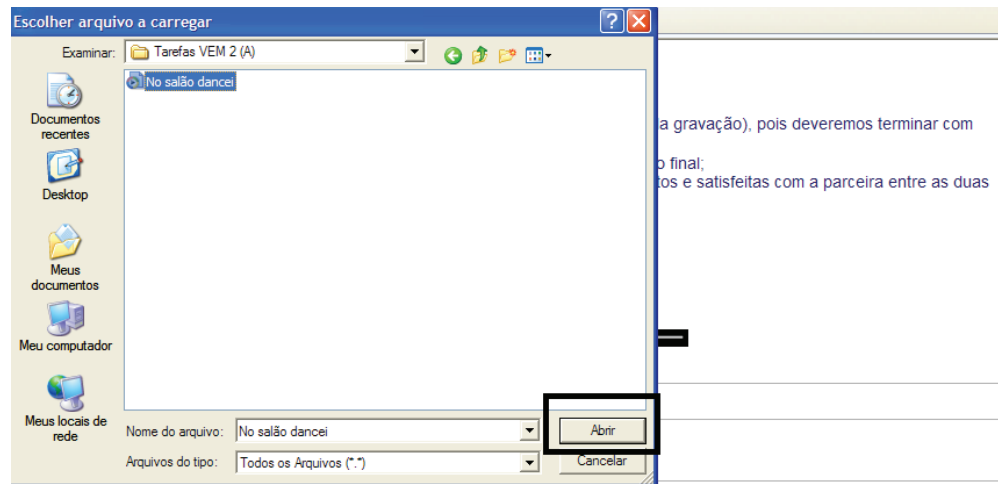 Escolher arquivo a carregar
Examinar: Tarefas VEM 2 (A)
No salão dancei
Documentos
recentes
Desktop
Meus
documentos
Meu computador
Meus locais de
rede
Nome do arquivo: No salão dancei Abrir
Arquivos do tipo: Todos os Arquivos (*.*) Cancelar
a gravação), pois deveremos terminar com
o final;
tos e satisfeitas com a parceira entre as duas